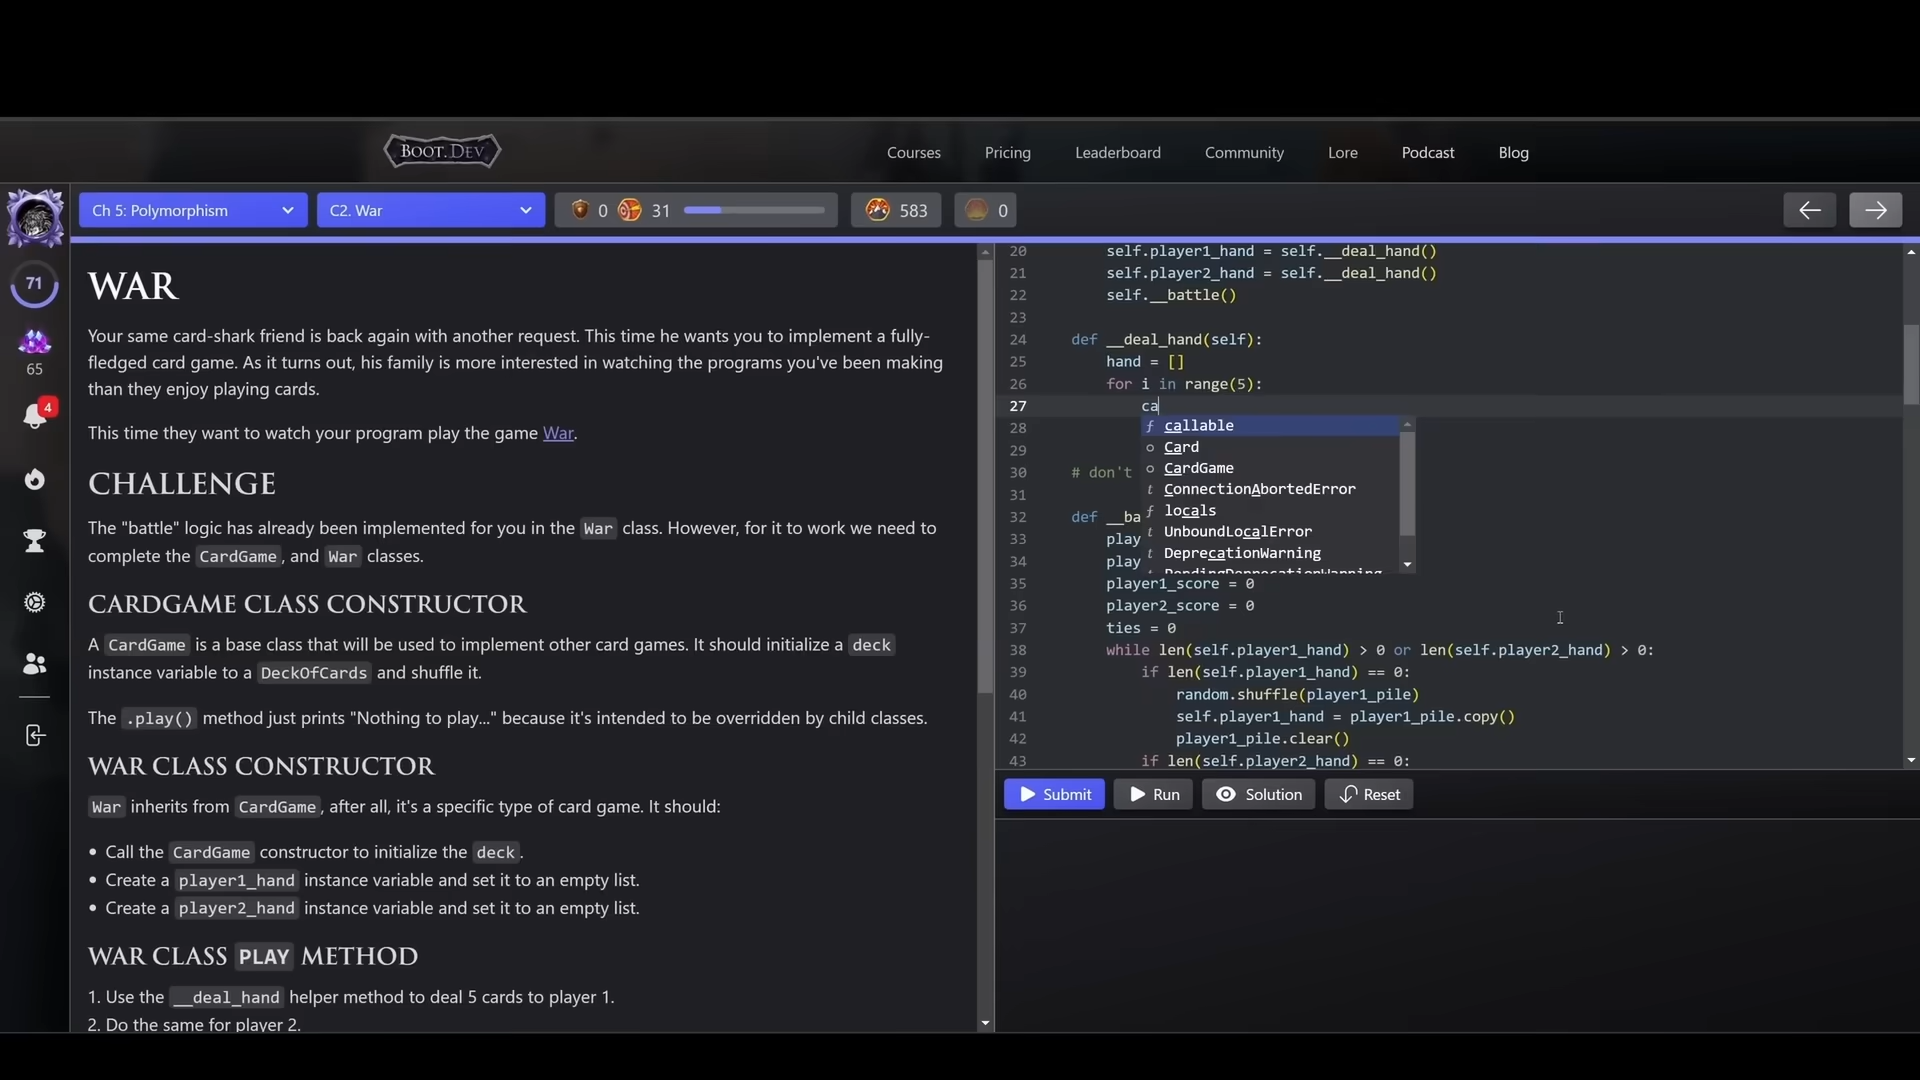 BOOT.DEV
Courses
Pricing
Leaderboard
Community
Lore
Podcast
Blog
Ch 5: Polymorphism
C2. War
0
31
583
0
71
65
4
WAR
Your same card-shark friend is back again with another request. This time he wants you to implement a fully-
fledged card game. As it turns out, his family is more interested in watching the programs you've been making
than they enjoy playing cards.
This time they want to watch your program play the game War.
CHALLENGE
The "battle" logic has already been implemented for you in the War class. However, for it to work we need to
complete the CardGame, and War classes.
CARDGAME CLASS CONSTRUCTOR
A CardGame is a base class that will be used to implement other card games. It should initialize a deck
instance variable to a DeckOfCards and shuffle it.
The .play() method just prints "Nothing to play..." because it's intended to be overridden by child classes.
WAR CLASS CONSTRUCTOR
War inherits from CardGame, after all, it's a specific type of card game. It should:
• Call the CardGame constructor to initialize the deck.
• Create a player1_hand instance variable and set it to an empty list.
• Create a player2_hand instance variable and set it to an empty list.
WAR CLASS PLAY METHOD
1. Use the __deal_hand helper method to deal 5 cards to player 1.
2. Do the same for player 2.
20 self.player1_hand = self.__deal_hand()
21 self.player2_hand = self.__deal_hand()
22 self.__battle()
23
24 def __deal_hand(self):
25 hand = []
26 for i in range(5):
27 ca
28
29
30 # don't
31
32 def __ba
33 play
34 play
35 player1_score = 0
36 player2_score = 0
37 ties = 0
38 while len(self.player1_hand) > 0 or len(self.player2_hand) > 0:
39 if len(self.player1_hand) == 0:
40 random.shuffle(player1_pile)
41 self.player1_hand = player1_pile.copy()
42 player1_pile.clear()
43 if len(self.player2_hand) == 0:
f callable
Card
CardGame
t ConnectionAbortedError
f locals
t UnboundLocalError
t DeprecationWarning
PendingDeprecationWarning
Submit
Run
Solution
Reset